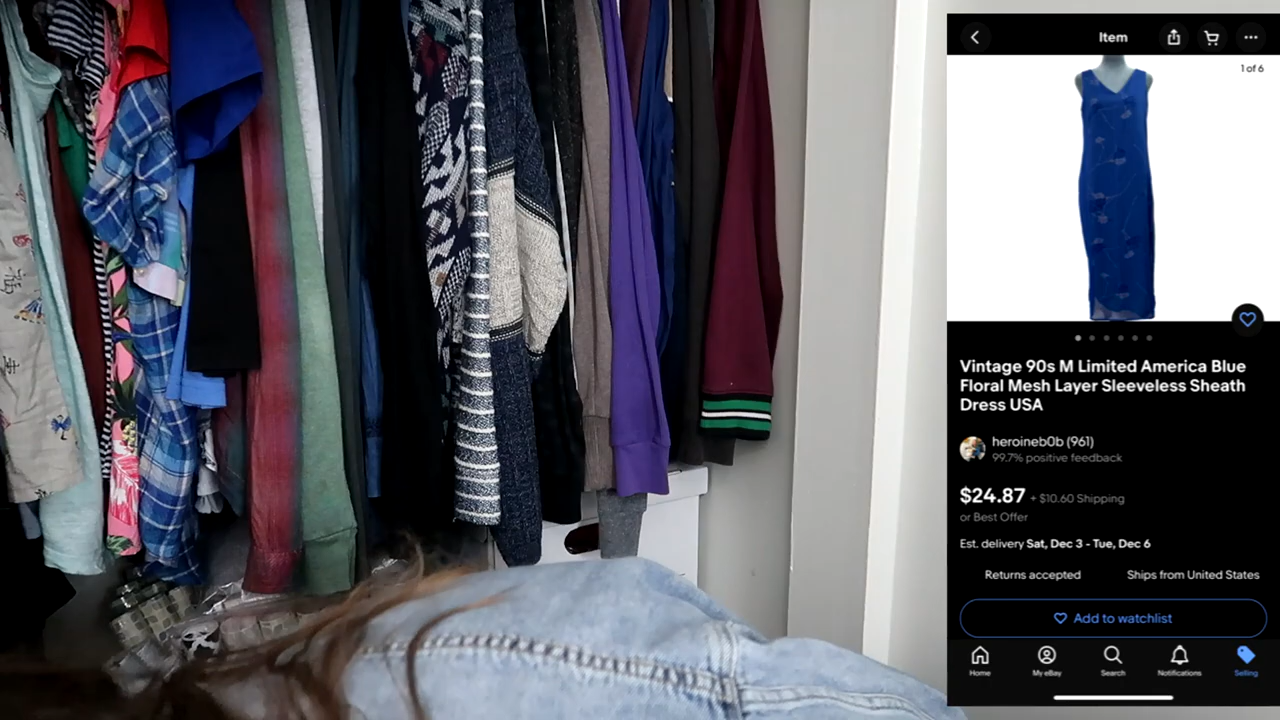 Item
1 of 6
Vintage 90s M Limited America Blue
Floral Mesh Layer Sleeveless Sheath
Dress USA
heroineb0b (961)
99.7% positive feedback
$24.87 + $10.60 Shipping
or Best Offer
Est. delivery Sat, Dec 3 - Tue, Dec 6
Returns accepted
Ships from United States
Add to watchlist
Home
My eBay
Search
Notifications
Selling